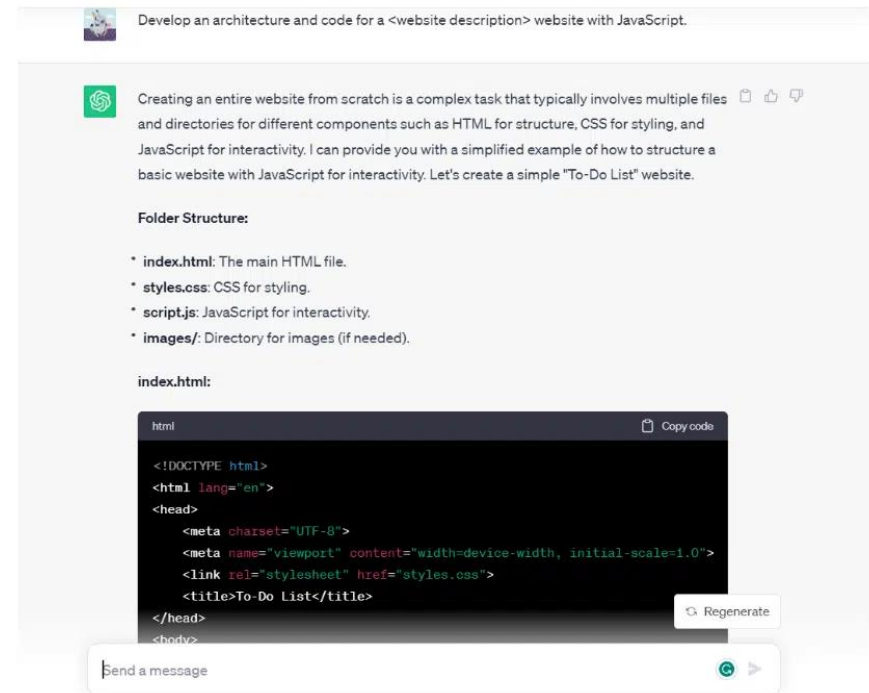 Develop an architecture and code for a <website description> website with JavaScript.
Creating an entire website from scratch is a complex task that typically involves multiple files
and directories for different components such as HTML for structure, CSS for styling, and
JavaScript for interactivity. I can provide you with a simplified example of how to structure a
basic website with JavaScript for interactivity. Let's create a simple "To-Do List" website.
Folder Structure:
* index.html: The main HTML file.
* styles.css: CSS for styling.
* script.js: JavaScript for interactivity.
* images/: Directory for images (if needed).
index.html:
html Copy code
<!DOCTYPE html>
<html lang="en">
<head>
<meta charset="UTF-8">
<meta name="viewport" content="width=device-width, initial-scale=1.0">
<link rel="stylesheet" href="styles.css">
<title>To-Do List</title>
Regenerate
</head>
<body>
Send a message